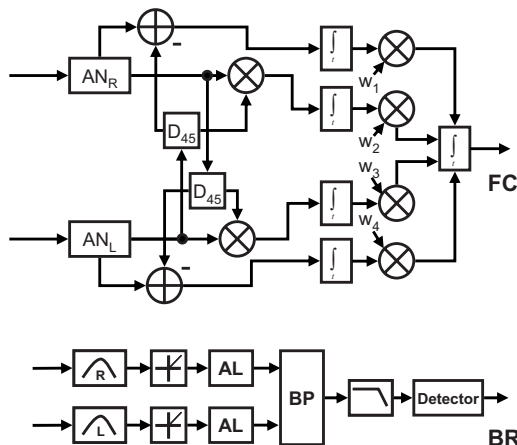 -
AN_R
∫ t
w_1
∫ t
D_45
w_2
∫ t
FC
D_45
w_3
∫ t
AN_L
w_4
∫ t
-
R
AL
BP
Detector
L
AL
BR